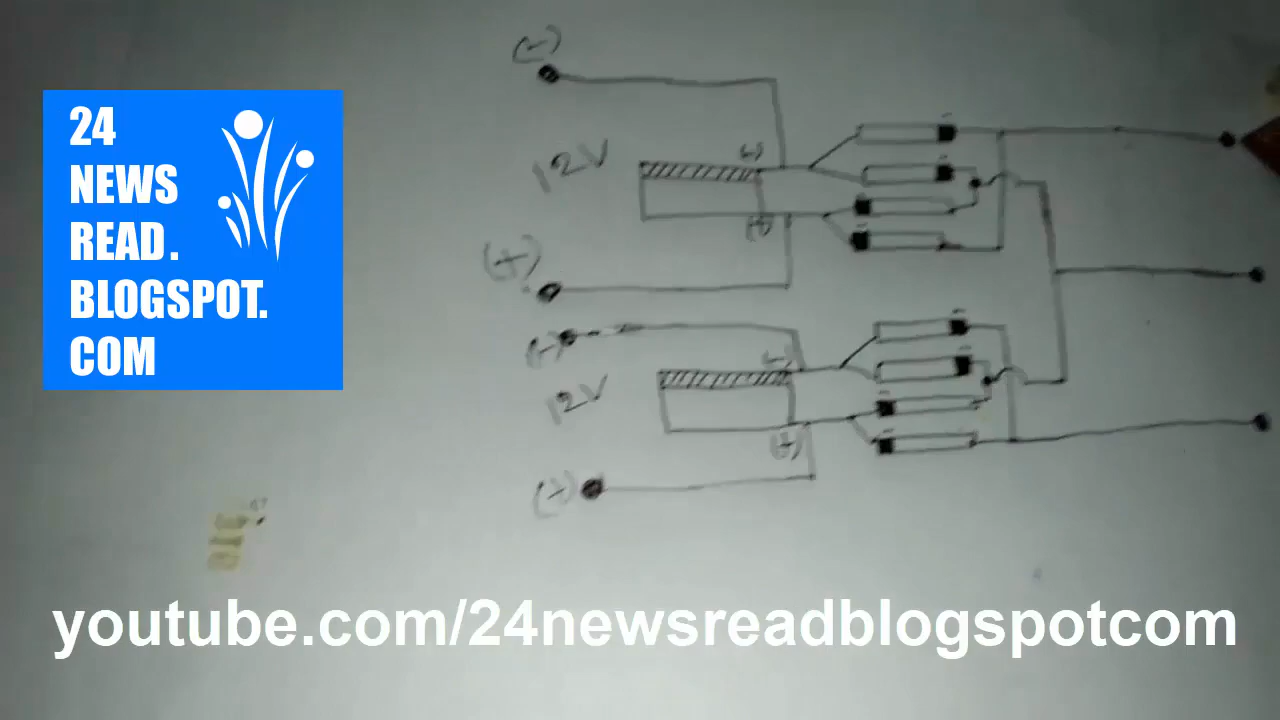 24
NEWS
READ.
BLOGSPOT.
COM
(-)
12V
(-)
(+)
(+)
(-)
(-)
12V
(+)
(+)
youtube.com/24newsreadblogspotcom